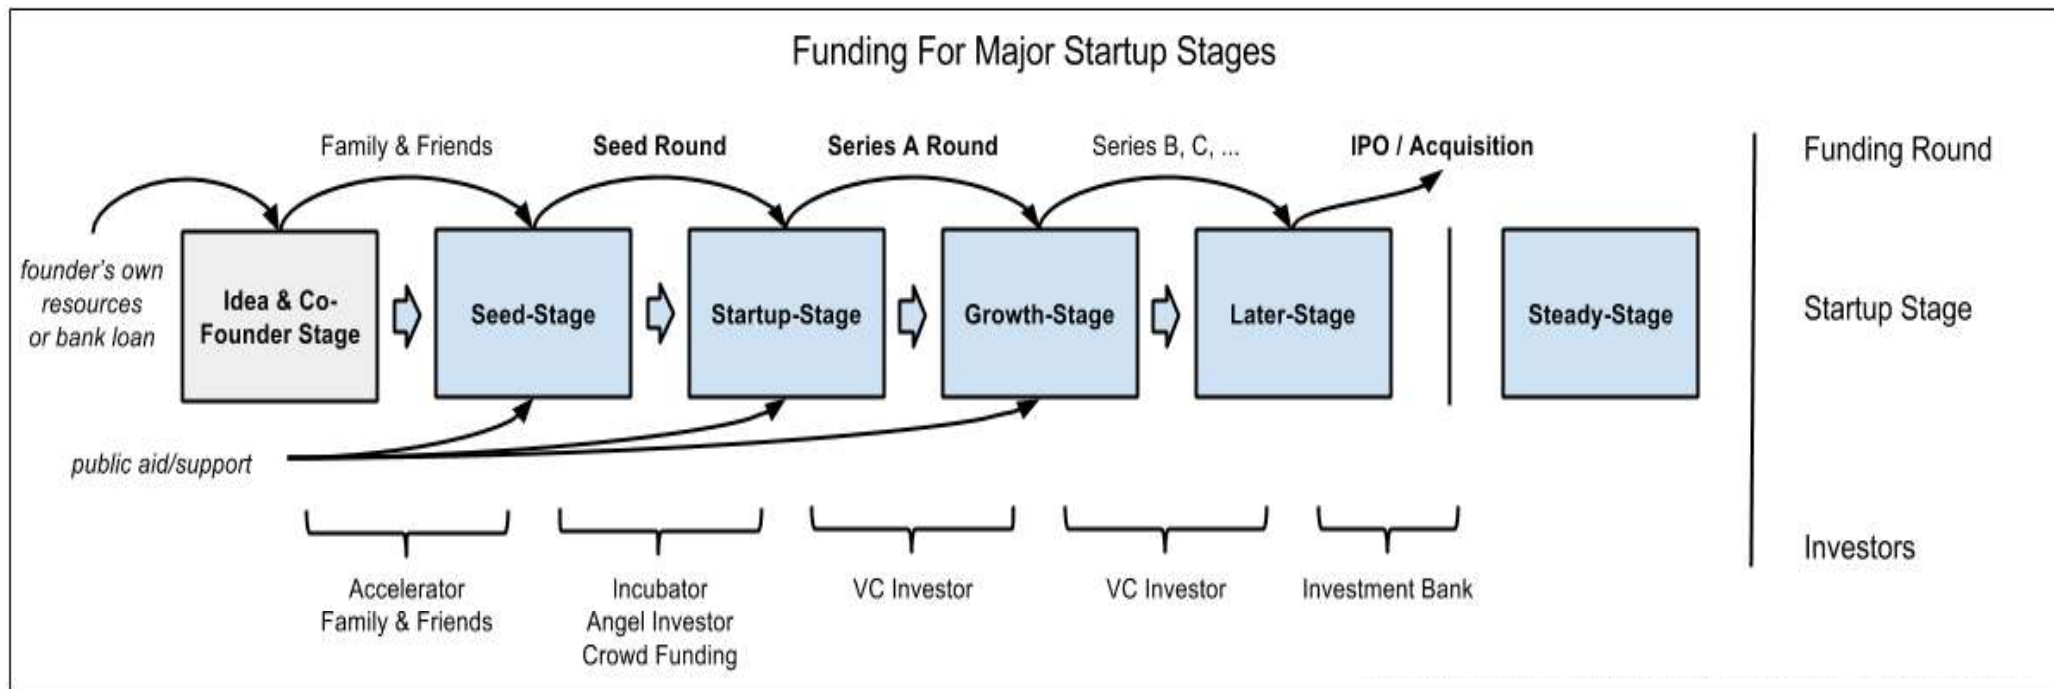 Funding For Major Startup Stages
Family & Friends
Seed Round
Series A Round
Series B, C, ...
IPO / Acquisition
Funding Round
founder's own
resources
or bank loan
Idea & Co-
Founder Stage
Seed-Stage
Startup-Stage
Growth-Stage
Later-Stage
Steady-Stage
Startup Stage
public aid/support
Accelerator
Family & Friends
Incubator
Angel Investor
Crowd Funding
VC Investor
VC Investor
Investment Bank
Investors